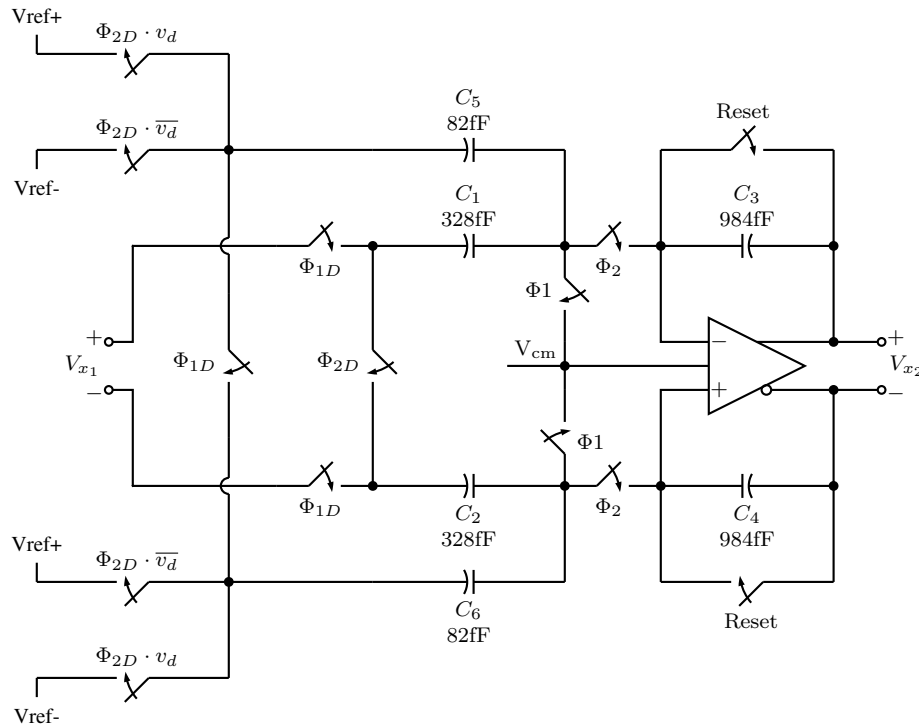 Vref+
Φ2D · vd
Φ2D · v̅d̅
Vref-
C5
82fF
Reset
C1
328fF
C3
984fF
Φ1D
Φ2
Φ1
+
Vx1
−
Φ1D
Φ2D
Vcm
−
+
+
Vx2
−
Φ1
Φ1D
C2
328fF
Φ2
C4
984fF
Vref+
Φ2D · v̅d̅
C6
82fF
Reset
Φ2D · vd
Vref-